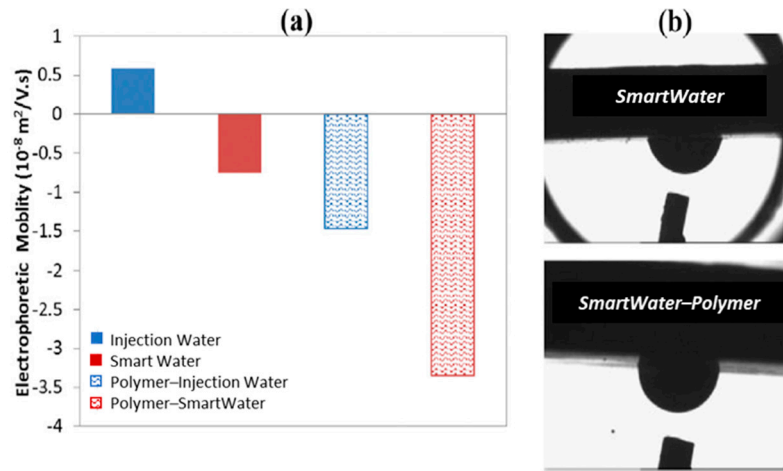 (a)
1
0.5
0
-0.5
-1
-1.5
-2
-2.5
-3
-3.5
-4
Electrophoretic Moblity (10⁻⁸ m²/V.s)
Injection Water
Smart Water
Polymer–Injection Water
Polymer–SmartWater
(b)
SmartWater
SmartWater–Polymer